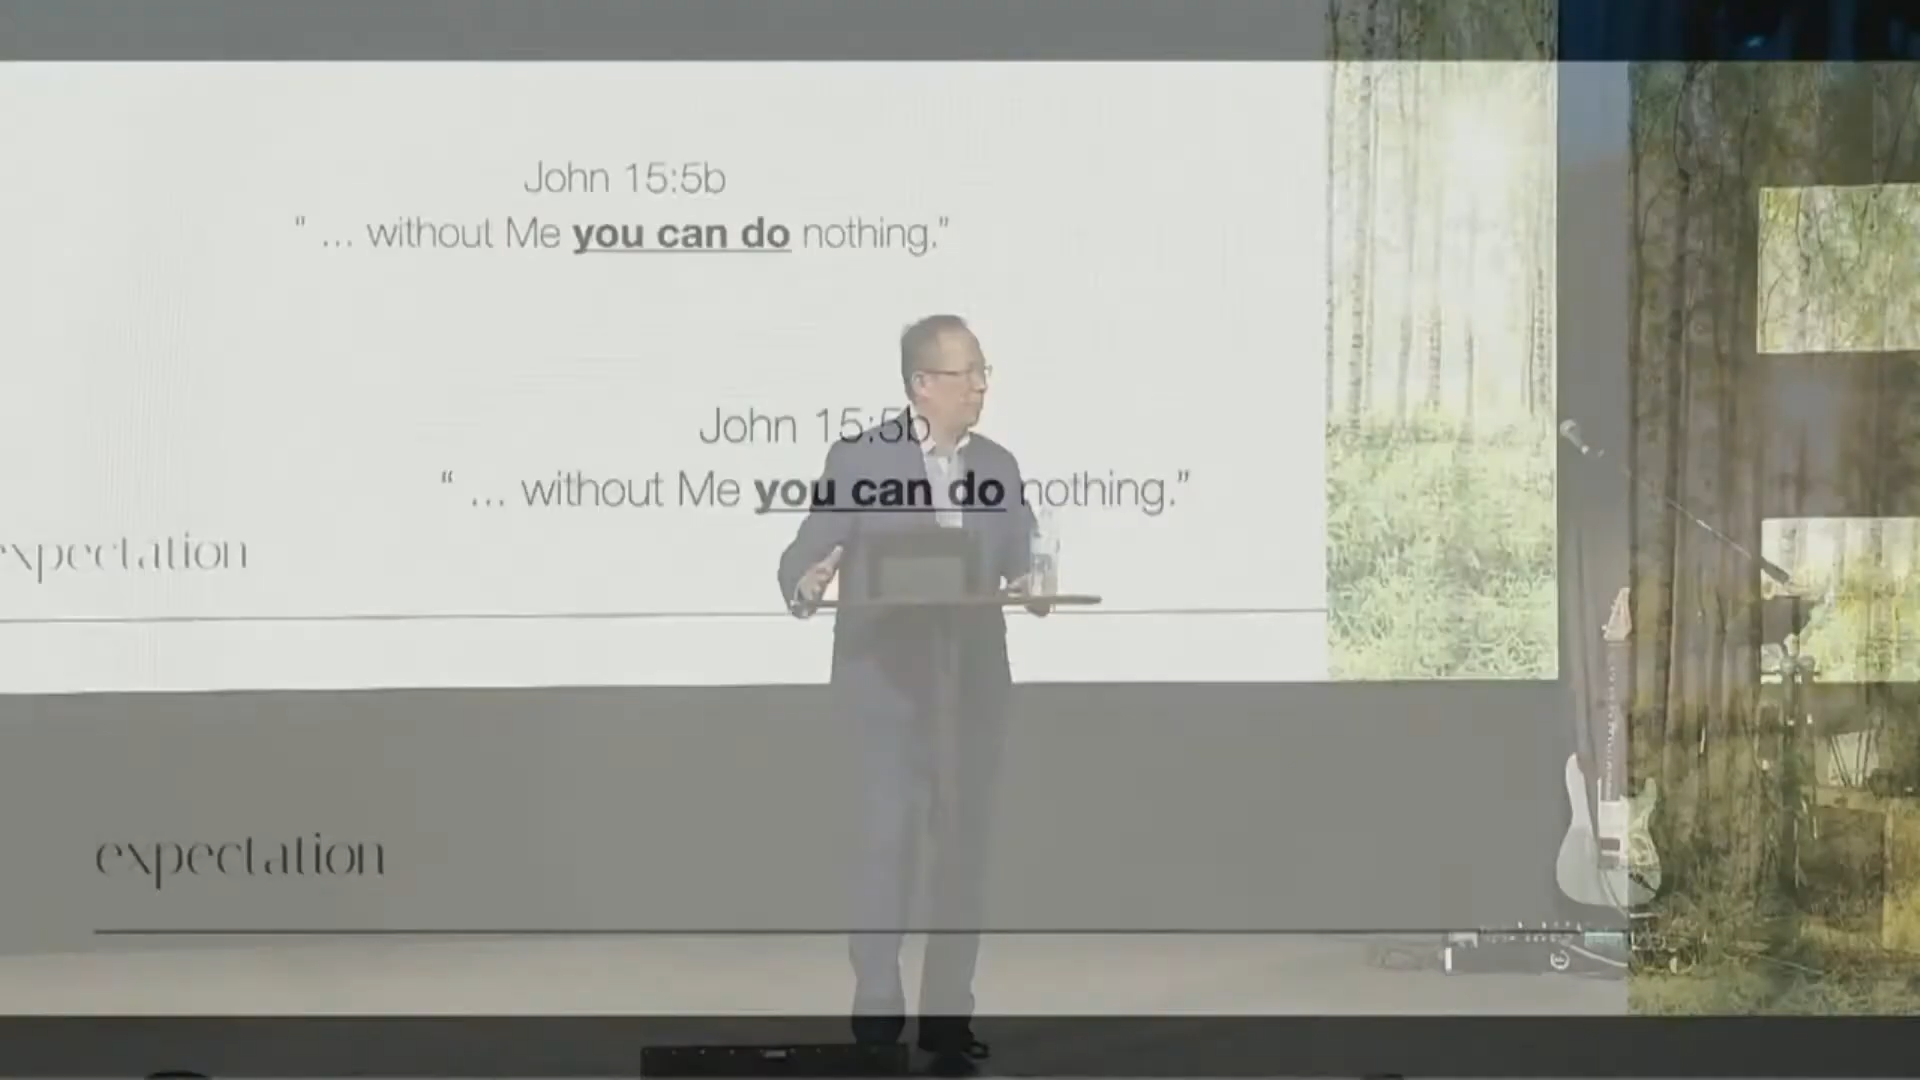 John 15:5b
" ... without Me you can do nothing.”
John 15:5b
“ ... without Me you can do nothing.”
expectation
expectation